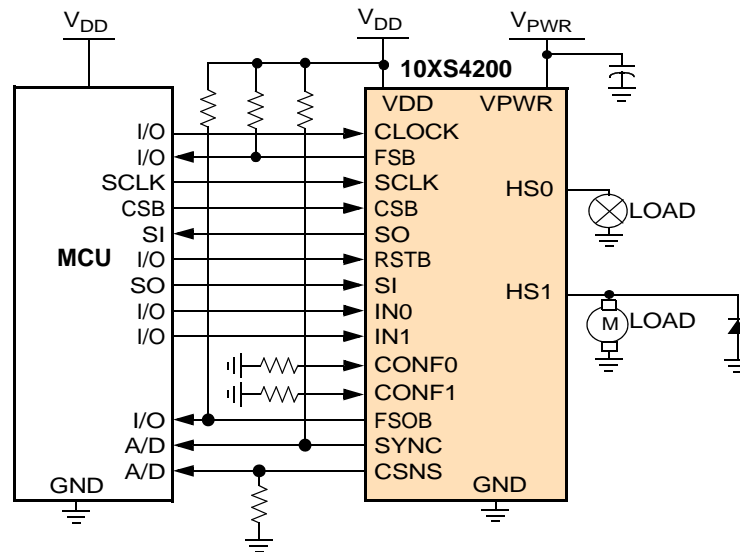 VDD
VDD
VPWR
10XS4200
VDD
VPWR
I/O
CLOCK
I/O
FSB
SCLK
SCLK
HS0
CSB
CSB
LOAD
SI
SO
MCU
I/O
RSTB
SO
SI
HS1
I/O
IN0
M
LOAD
I/O
IN1
CONF0
CONF1
I/O
FSOB
A/D
SYNC
A/D
CSNS
GND
GND